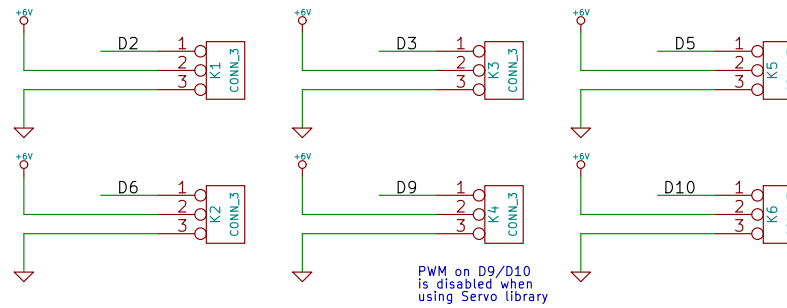 +6V +6V +6V
D2 1 D3 1 D5 1
2 K1 CONN_3 2 K3 CONN_3 2 K5
3 3 3
+6V +6V +6V
D6 1 D9 1 D10 1
2 K2 CONN_3 2 K4 CONN_3 2 K6
3 3 3
PWM on D9/D10
is disabled when
using Servo library